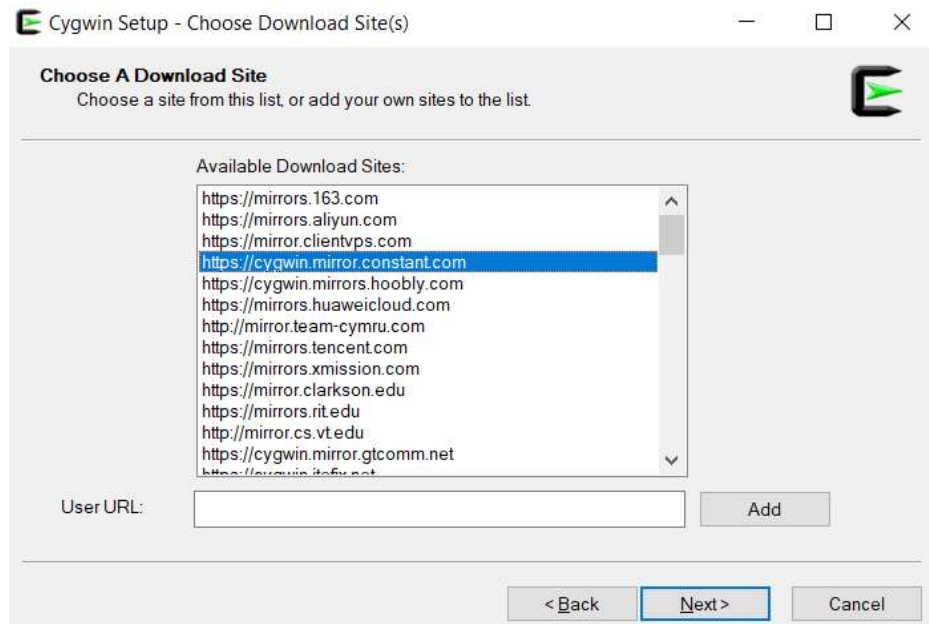 Cygwin Setup - Choose Download Site(s)
Choose A Download Site
Choose a site from this list, or add your own sites to the list.
Available Download Sites:
https://mirrors.163.com
https://mirrors.aliyun.com
https://mirror.clientvps.com
https://cygwin.mirror.constant.com
https://cygwin.mirrors.hoobly.com
https://mirrors.huaweicloud.com
http://mirror.team-cymru.com
https://mirrors.tencent.com
https://mirrors.xmission.com
https://mirror.clarkson.edu
https://mirrors.rit.edu
http://mirror.cs.vt.edu
https://cygwin.mirror.gtcomm.net
https://cygwin.itefix.net
User URL:
Add
< Back
Next >
Cancel